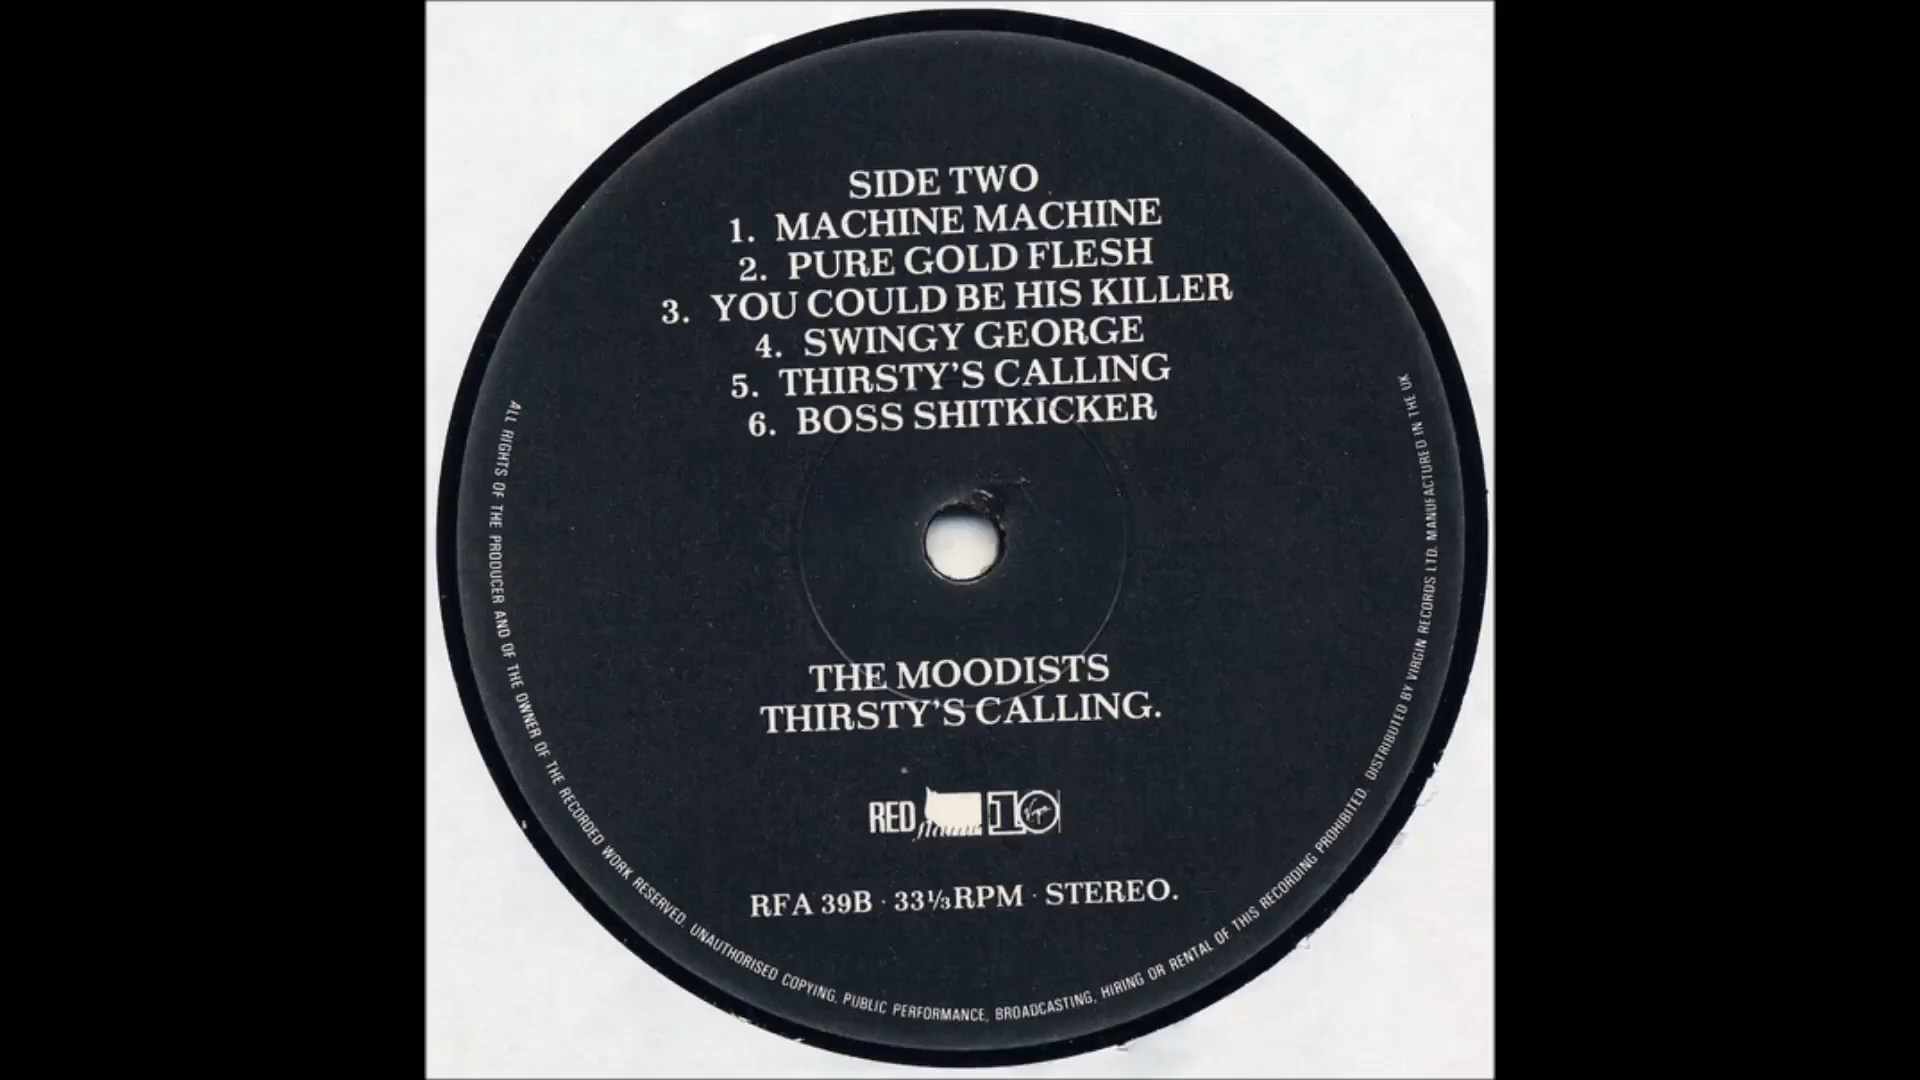 SIDE TWO
1. MACHINE MACHINE
2. PURE GOLD FLESH
3. YOU COULD BE HIS KILLER
4. SWINGY GEORGE
5. THIRSTY'S CALLING
6. BOSS SHITKICKER
THE MOODISTS
THIRSTY'S CALLING.
RED flame 10 Virgin
RFA 39B · 33⅓RPM · STEREO.
ALL RIGHTS OF THE PRODUCER AND OF THE OWNER OF THE RECORDED WORK RESERVED. UNAUTHORISED COPYING, PUBLIC PERFORMANCE, BROADCASTING, HIRING OR RENTAL OF THIS RECORDING PROHIBITED. DISTRIBUTED BY VIRGIN RECORDS LTD. MANUFACTURED IN THE UK